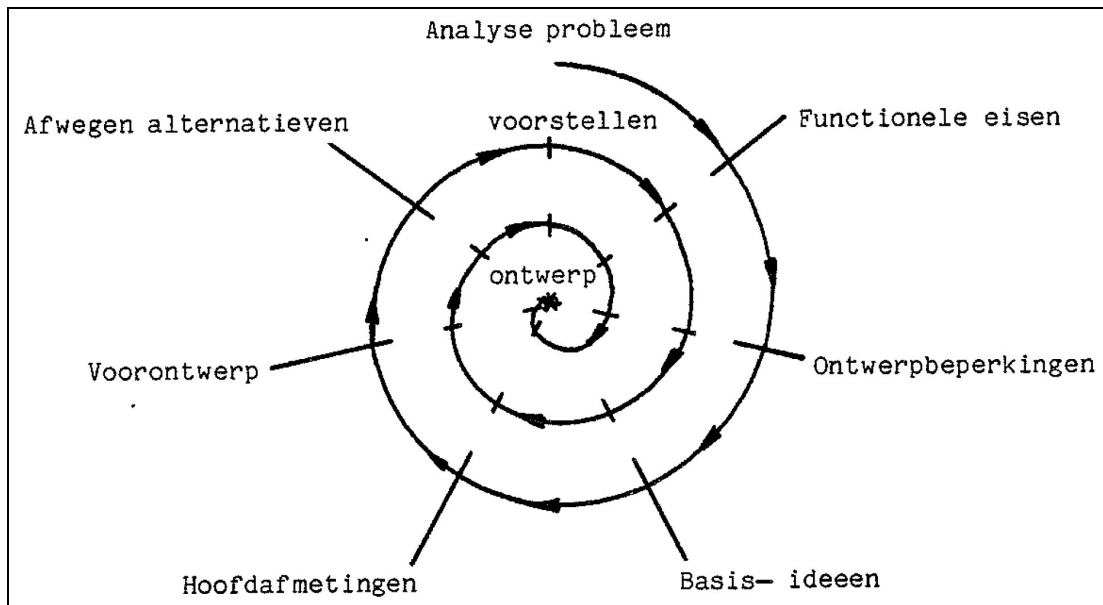 Analyse probleem
Afwegen alternatieven
voorstellen
Functionele eisen
ontwerp
Voorontwerp
Ontwerpbeperkingen
Hoofdafmetingen
Basis- ideeen